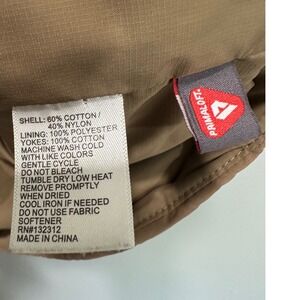 SHELL: 60% COTTON /
40% NYLON
LINING: 100% POLYESTER
YOKES: 100% COTTON
MACHINE WASH COLD
WITH LIKE COLORS
GENTLE CYCLE
DO NOT BLEACH
TUMBLE DRY LOW HEAT
REMOVE PROMPTLY
WHEN DRIED
COOL IRON IF NEEDED
DO NOT USE FABRIC
SOFTENER
RN#132312
MADE IN CHINA
PRIMALOFT